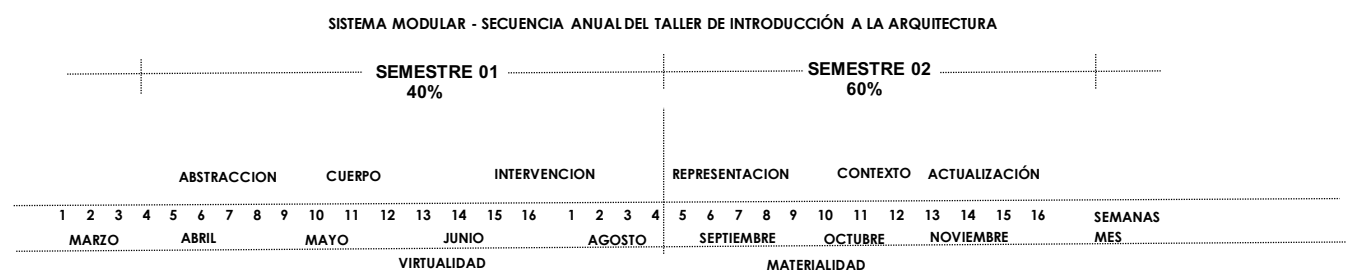 SISTEMA MODULAR - SECUENCIA ANUAL DEL TALLER DE INTRODUCCIÓN A LA ARQUITECTURA
SEMESTRE 01 SEMESTRE 02
40% 60%
ABSTRACCION CUERPO INTERVENCION REPRESENTACION CONTEXTO ACTUALIZACIÓN
1 2 3 4 5 6 7 8 9 10 11 12 13 14 15 16 1 2 3 4 5 6 7 8 9 10 11 12 13 14 15 16 SEMANAS
MARZO ABRIL MAYO JUNIO AGOSTO SEPTIEMBRE OCTUBRE NOVIEMBRE MES
VIRTUALIDAD MATERIALIDAD